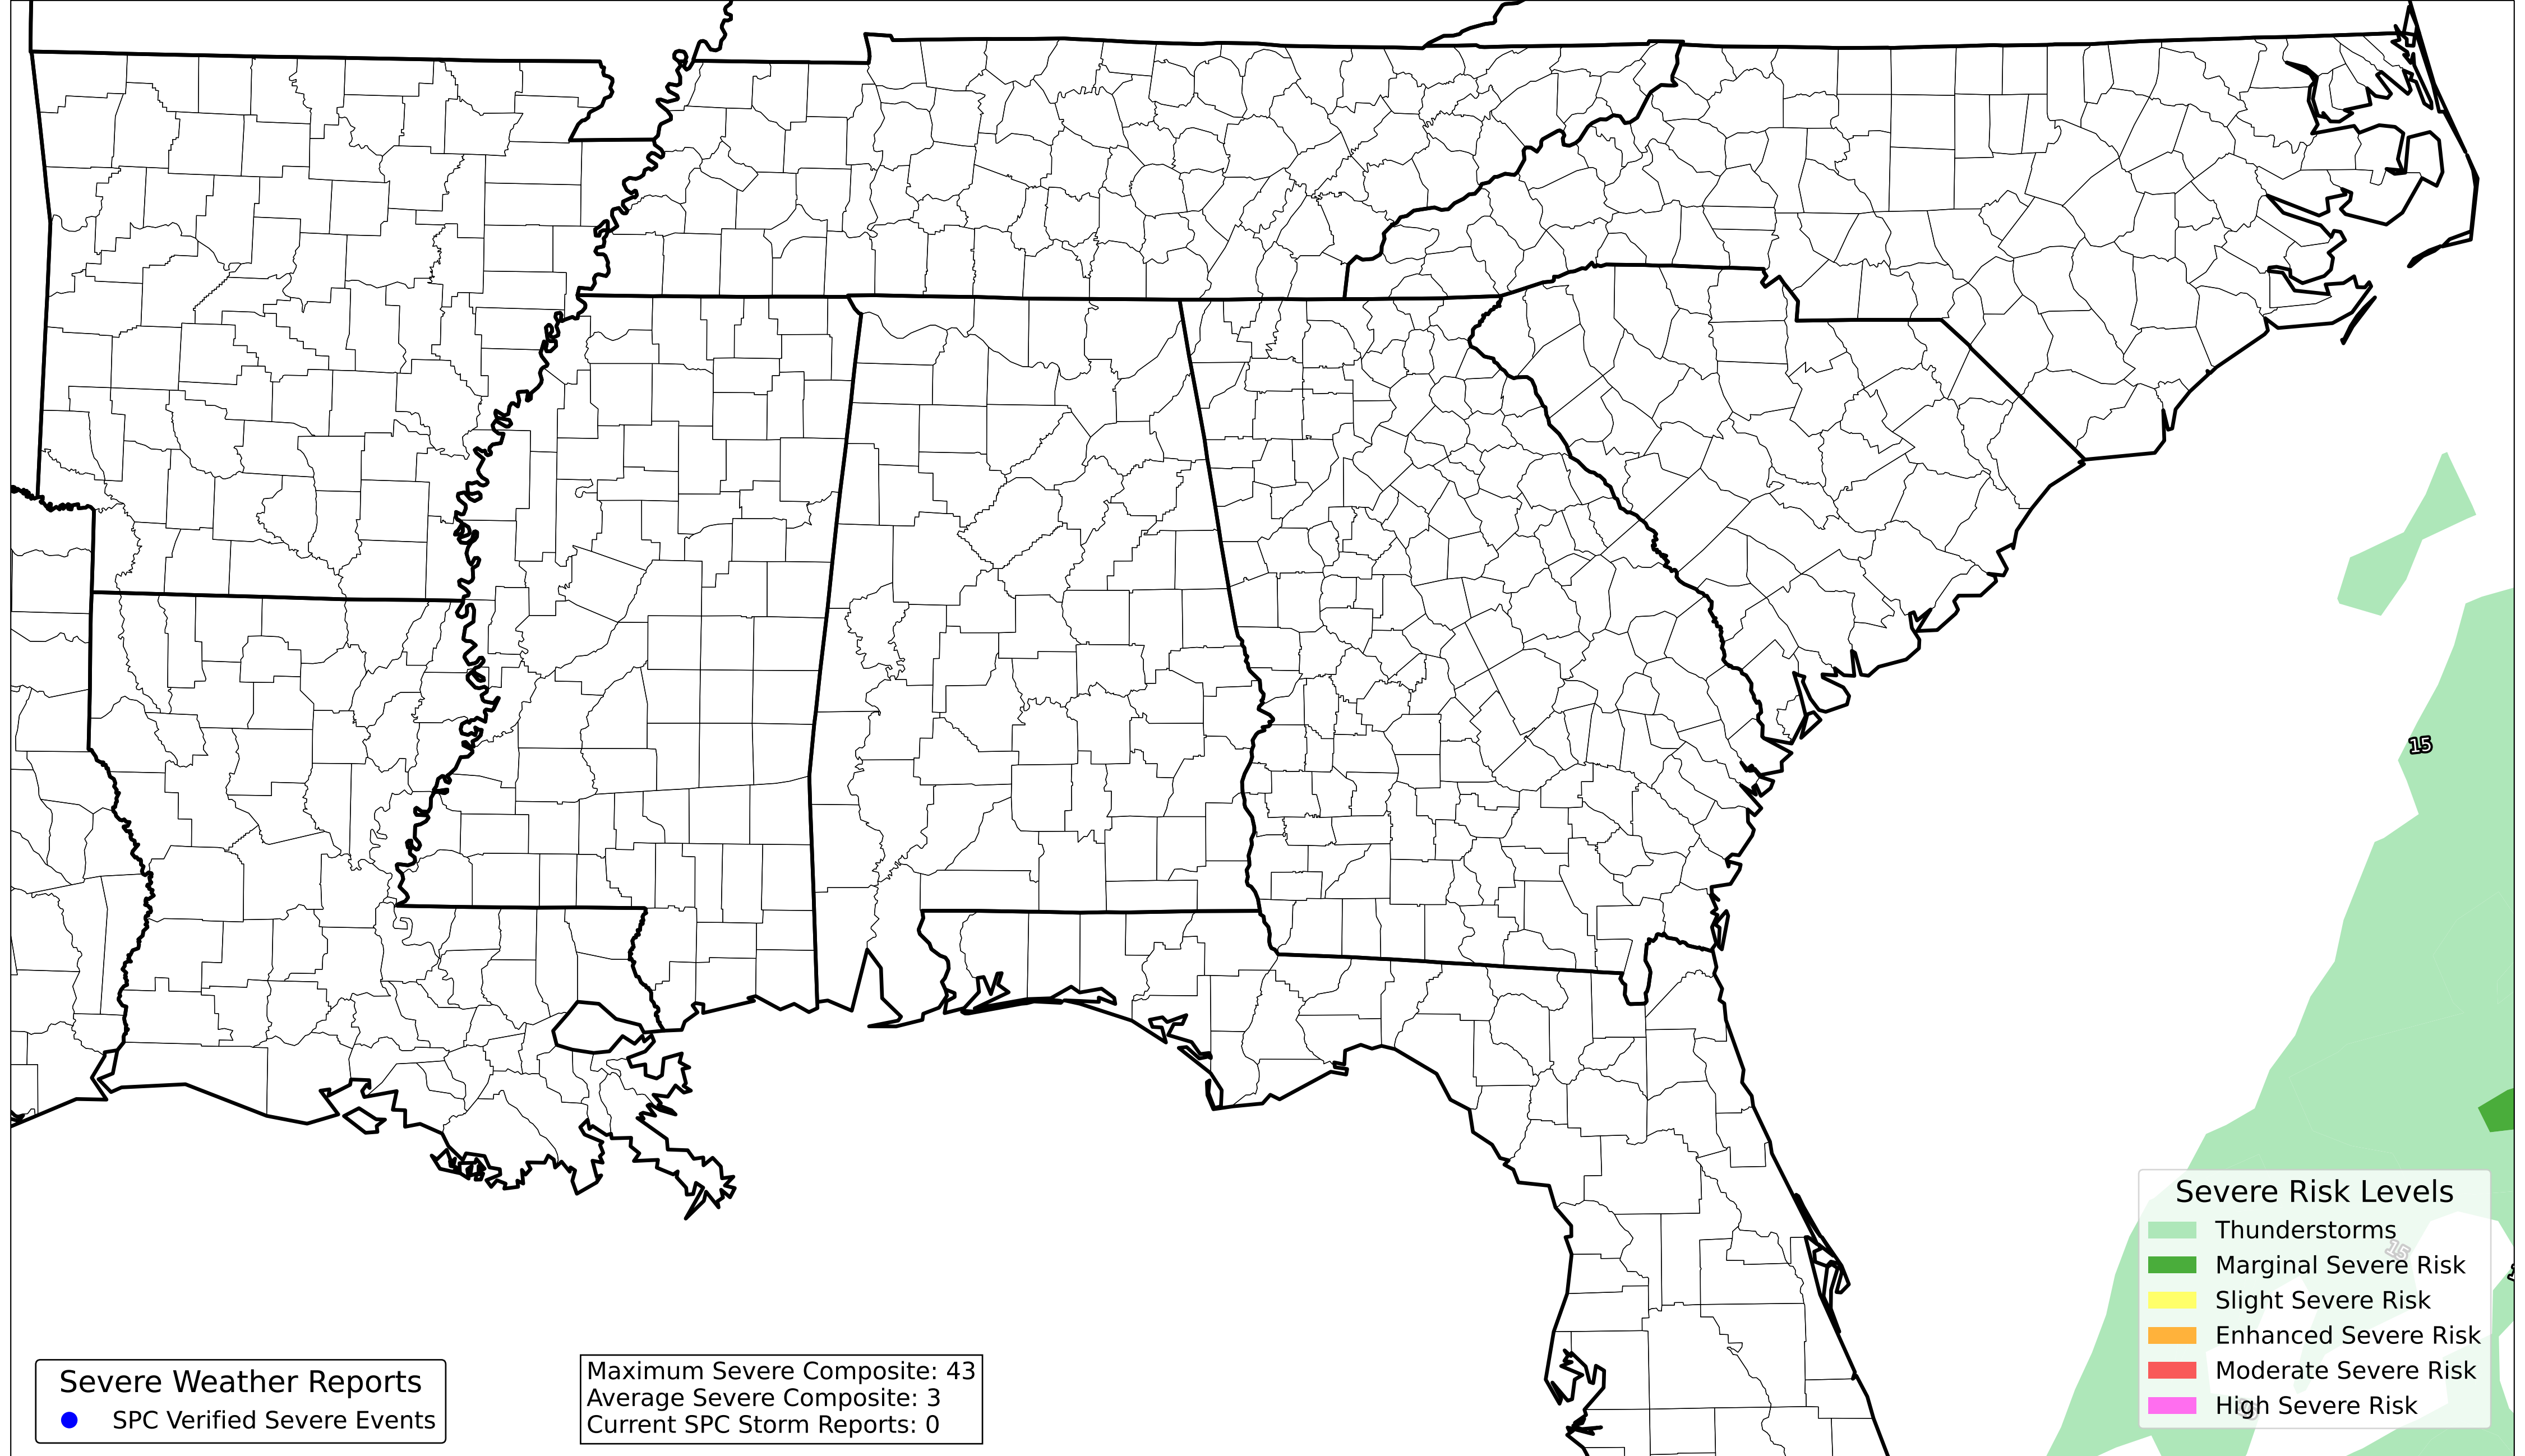 15
Severe Risk Levels
Thunderstorms
15
Marginal Severe Risk
Slight Severe Risk
Enhanced Severe Risk
Moderate Severe Risk
High Severe Risk
Severe Weather Reports
SPC Verified Severe Events
Maximum Severe Composite: 43
Average Severe Composite: 3
Current SPC Storm Reports: 0